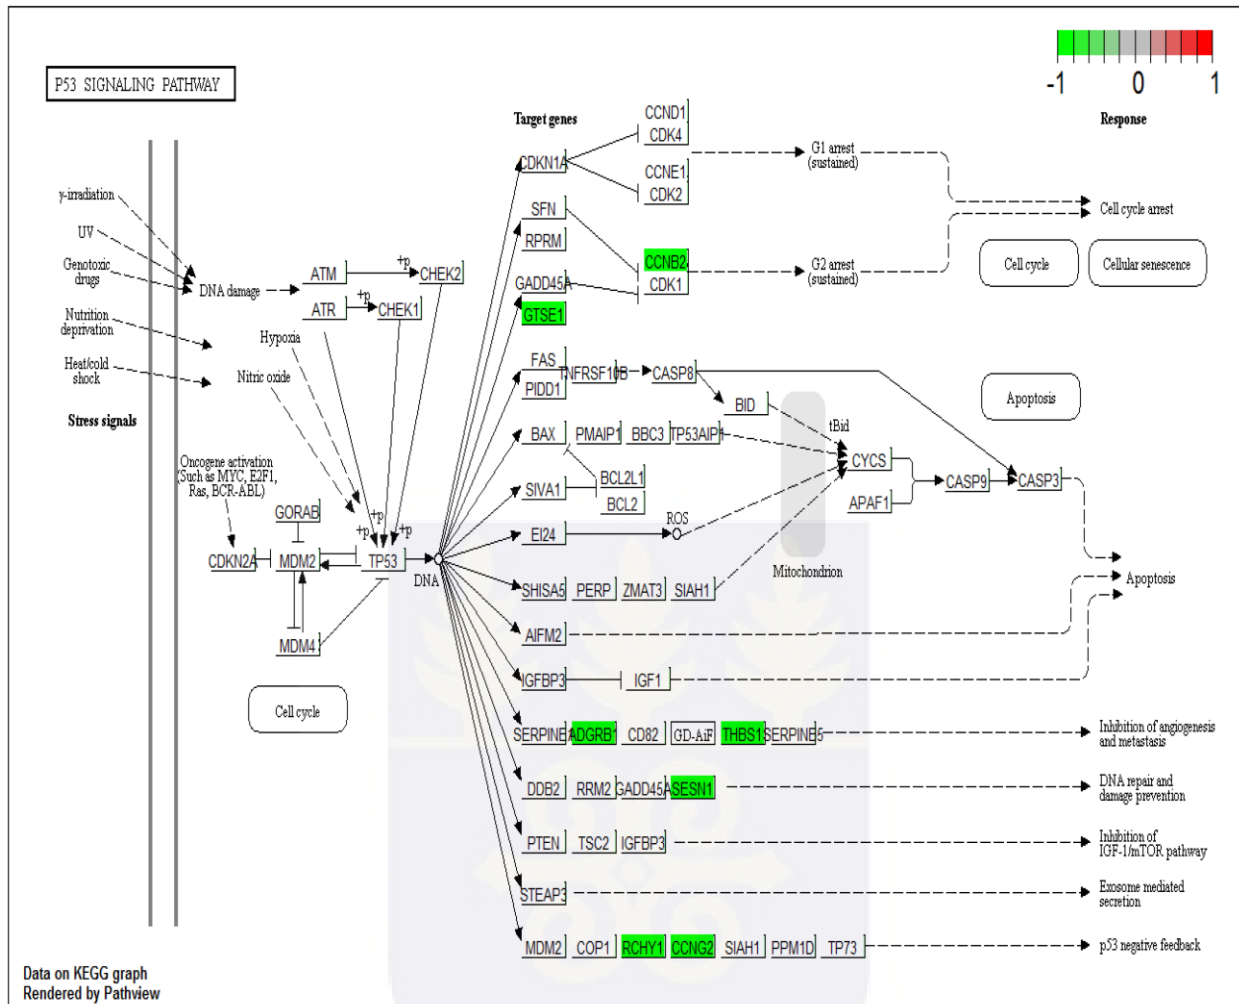 -1 0 1
P53 SIGNALING PATHWAY
Target genes
Response
CCND1
CDK4
CDKN1A
G1 arrest
(sustained)
CCNE1
CDK2
γ-irradiation
UV
Genotoxic
drugs
Nutrition
deprivation
Heat/cold
shock
Stress signals
DNA damage
ATM
+p
CHEK2
ATR
+p
CHEK1
Hypoxia
Nitric oxide
SFN
RPRM
GADD45A
GTSE1
CCNB2
CDK1
G2 arrest
(sustained)
Cell cycle arrest
Cell cycle
Cellular senescence
FAS
PIDD1
TNFRSF10B
CASP8
BID
tBid
Apoptosis
BAX
PMAIP1
BBC3
TP53AIP1
CYCS
BCL2L1
BCL2
SIVA1
APAF1
CASP9
CASP3
EI24
ROS
Mitochondrion
Oncogene activation
(Such as MYC, E2F1,
Ras, BCR-ABL)
GORAB
+p
+p
+p
CDKN2A
MDM2
TP53
DNA
MDM4
Cell cycle
SHISA5
PERP
ZMAT3
SIAH1
Apoptosis
AIFM2
IGFBP3
IGF1
SERPINE1
ADGRB1
CD82
GD-AiF
THBS1
SERPINB5
Inhibition of angiogenesis
and metastasis
DDB2
RRM2
GADD45A
SESN1
DNA repair and
damage prevention
PTEN
TSC2
IGFBP3
Inhibition of
IGF-1/mTOR pathway
STEAP3
Exosome mediated
secretion
MDM2
COP1
RCHY1
CCNG2
SIAH1
PPM1D
TP73
p53 negative feedback
Data on KEGG graph
Rendered by Pathview